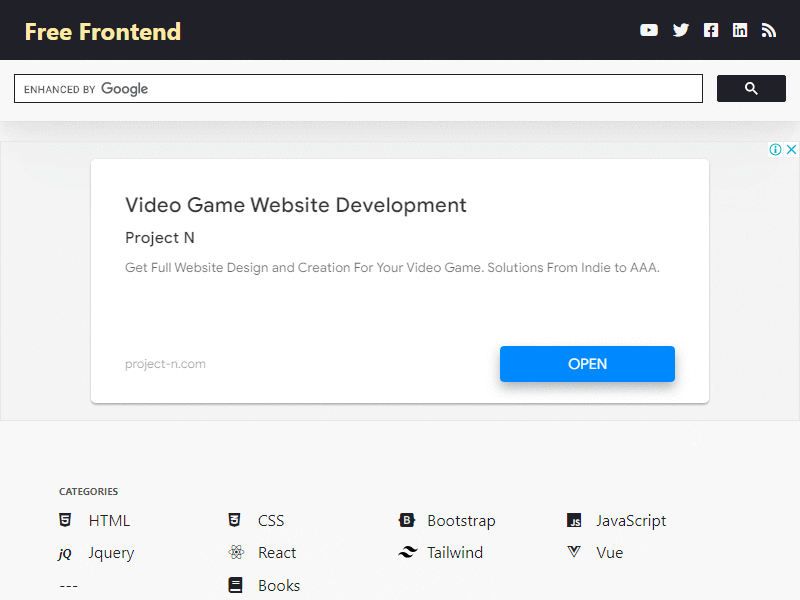 Free Frontend
ENHANCED BY Google
Video Game Website Development
Project N
Get Full Website Design and Creation For Your Video Game. Solutions From Indie to AAA.
project-n.com
OPEN
CATEGORIES
HTML CSS Bootstrap JavaScript
jQ Jquery React Tailwind Vue
--- Books